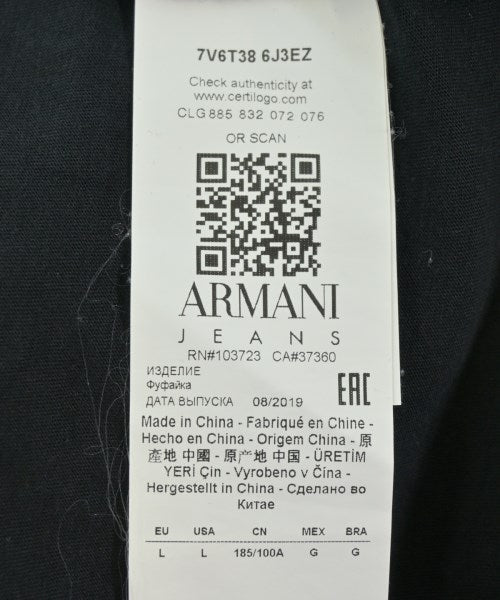 7V6T38 6J3EZ
Check authenticity at
www.certilogo.com
CLG 885 832 072 076
OR SCAN
ARMANI
JEANS
RN#103723 CA#37360
ИЗДЕЛИЕ
Фуфайка
ДАТА ВЫПУСКА 08/2019
EAC
Made in China - Fabriqué en Chine -
Hecho en China - Origem China - 原
產地 中國 - 原产地 中国 - ÜRETİM
YERİ Çin - Vyrobeno v Čína -
Hergestellt in China - Сделано во
Китае
EU USA CN MEX BRA
L L 185/100A G G